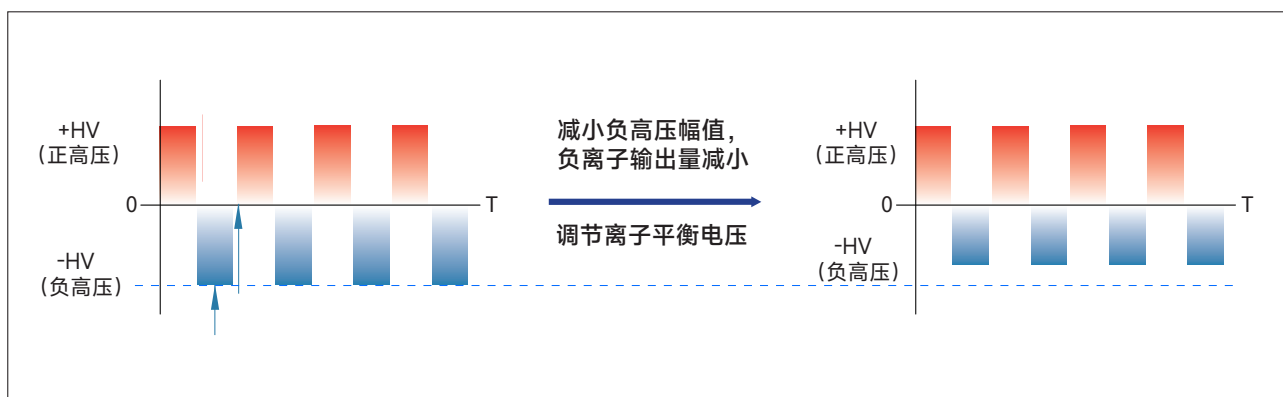 +HV
(正高压)
0
T
-HV
(负高压)
减小负高压幅值，
负离子输出量减小
调节离子平衡电压
+HV
(正高压)
0
T
-HV
(负高压)